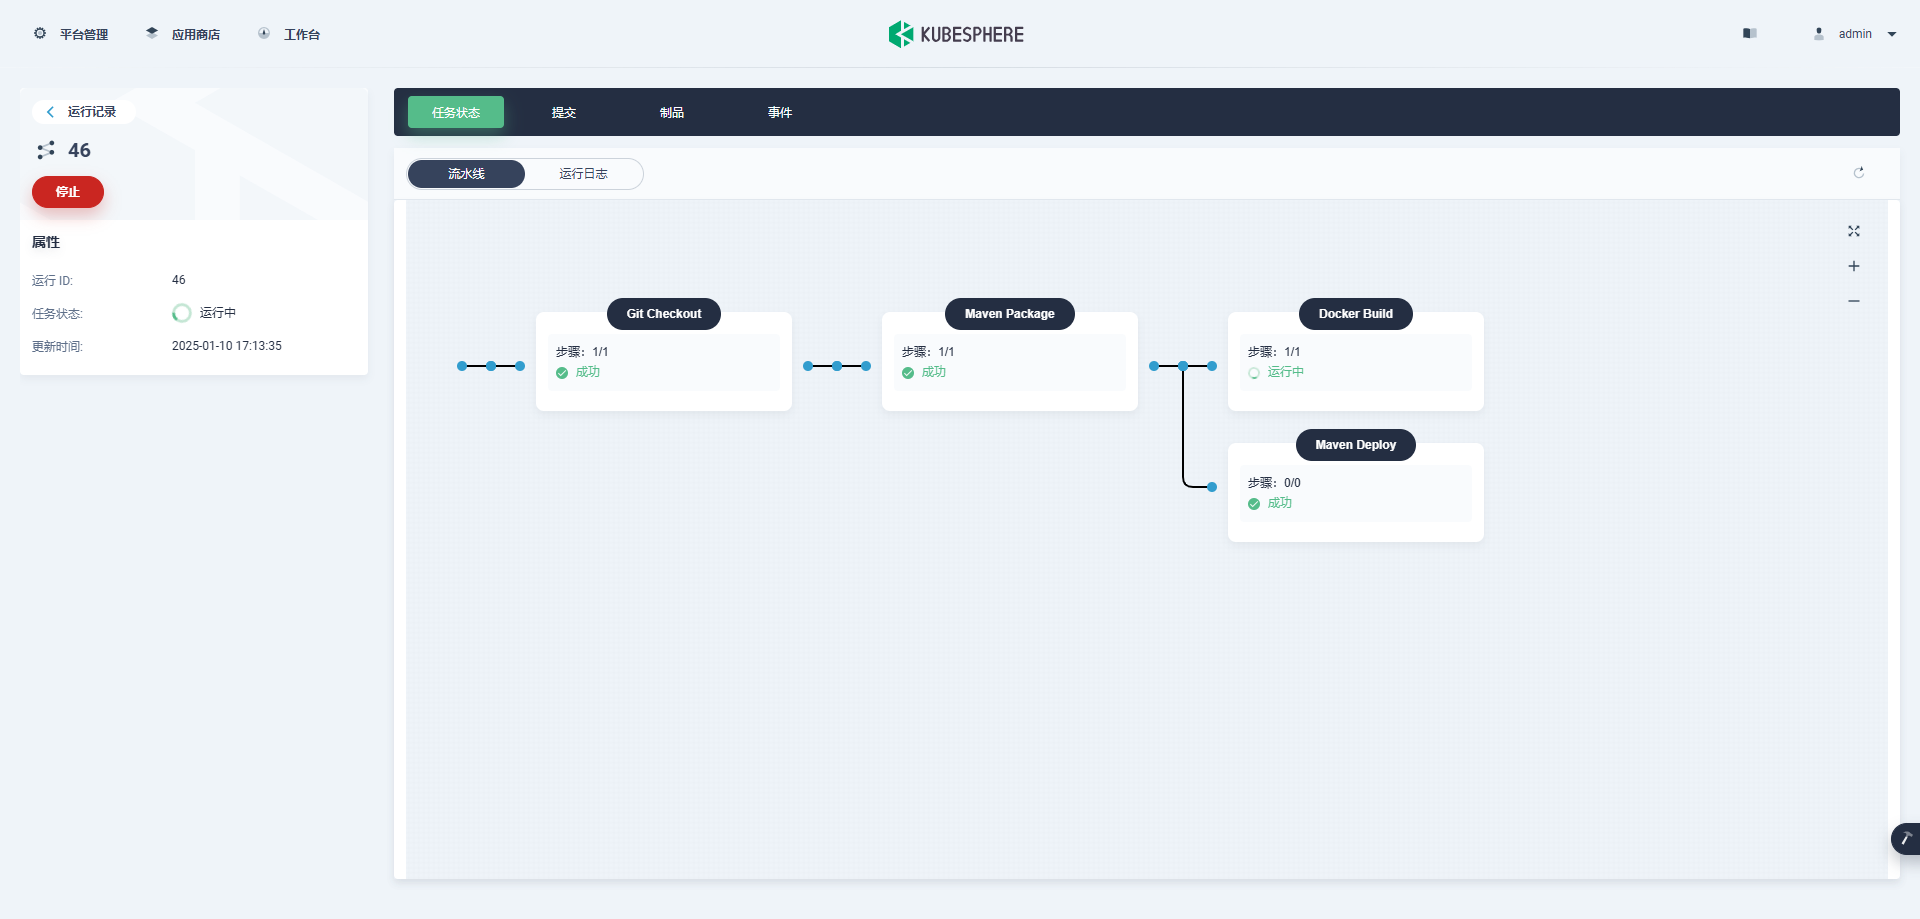 平台管理
应用商店
工作台
KUBESPHERE
admin
运行记录
46
停止
属性
运行 ID:
46
任务状态:
运行中
更新时间:
2025-01-10 17:13:35
任务状态
提交
制品
事件
流水线
运行日志
Git Checkout
步骤：1/1
成功
Maven Package
步骤：1/1
成功
Docker Build
步骤：1/1
运行中
Maven Deploy
步骤：0/0
成功